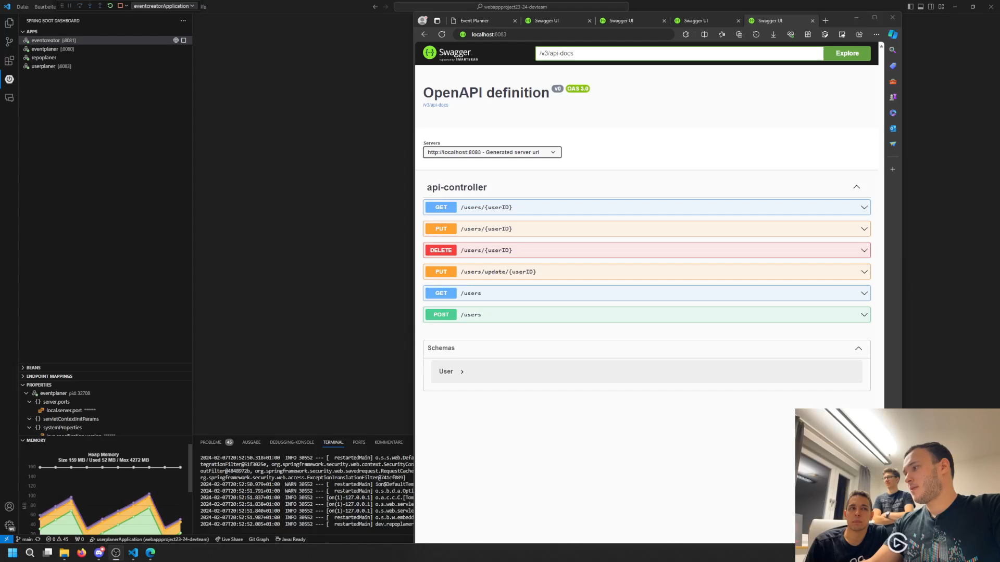 Datei
Bearbeite
eventcreatorApplication
lfe
webappproject23-24-devteam
SPRING BOOT DASHBOARD
APPS
eventcreator [:8081]
eventplaner [:8080]
repoplaner
userplaner [:8083]
BEANS
ENDPOINT MAPPINGS
PROPERTIES
eventplaner pid: 32708
{} server.ports
local.server.port ******
{} servletContextInitParams
{} systemProperties
MEMORY
Heap Memory
Size 159 MB / Used 52 MB / Max 4272 MB
160
140
120
100
80
60
40
20
MB
PROBLEME 45
AUSGABE
DEBUGGING-KONSOLE
TERMINAL
PORTS
KOMMENTARE
2024-02-07T20:52:50.318+01:00 INFO 30552 --- [ restartedMain] o.s.s.web.Defa
tegrationFilter@51f3025e, org.springframework.security.web.context.SecurityCon
outFilter@4848972b, org.springframework.security.web.savedrequest.RequestCache
rg.springframework.security.web.access.ExceptionTranslationFilter@741cf089]
2024-02-07T20:52:50.979+01:00 WARN 30552 --- [ restartedMain] ion$DefaultTem
2024-02-07T20:52:51.791+01:00 WARN 30552 --- [ restartedMain] o.s.b.d.a.Opti
2024-02-07T20:52:51.837+01:00 INFO 30552 --- [on(1)-127.0.0.1] o.a.c.c.C.[Tom
2024-02-07T20:52:51.838+01:00 INFO 30552 --- [on(1)-127.0.0.1] o.s.web.servle
2024-02-07T20:52:51.840+01:00 INFO 30552 --- [on(1)-127.0.0.1] o.s.web.servle
2024-02-07T20:52:51.987+01:00 INFO 30552 --- [ restartedMain] o.s.b.w.embedd
2024-02-07T20:52:52.005+01:00 INFO 30552 --- [ restartedMain] dev.repoplaner
main
0 45
0
userplanerApplication (webappproject23-24-devteam)
Live Share
Git Graph
Java: Ready
WE
Event Planner
Swagger UI
Swagger UI
Swagger UI
Swagger UI
localhost:8083
{...} Swagger.
Supported by SMARTBEAR
/v3/api-docs
Explore
OpenAPI definition v0 OAS 3.0
/v3/api-docs
Servers
http://localhost:8083 - Generated server url
api-controller
GET /users/{userID}
PUT /users/{userID}
DELETE /users/{userID}
PUT /users/update/{userID}
GET /users
POST /users
Schemas
User